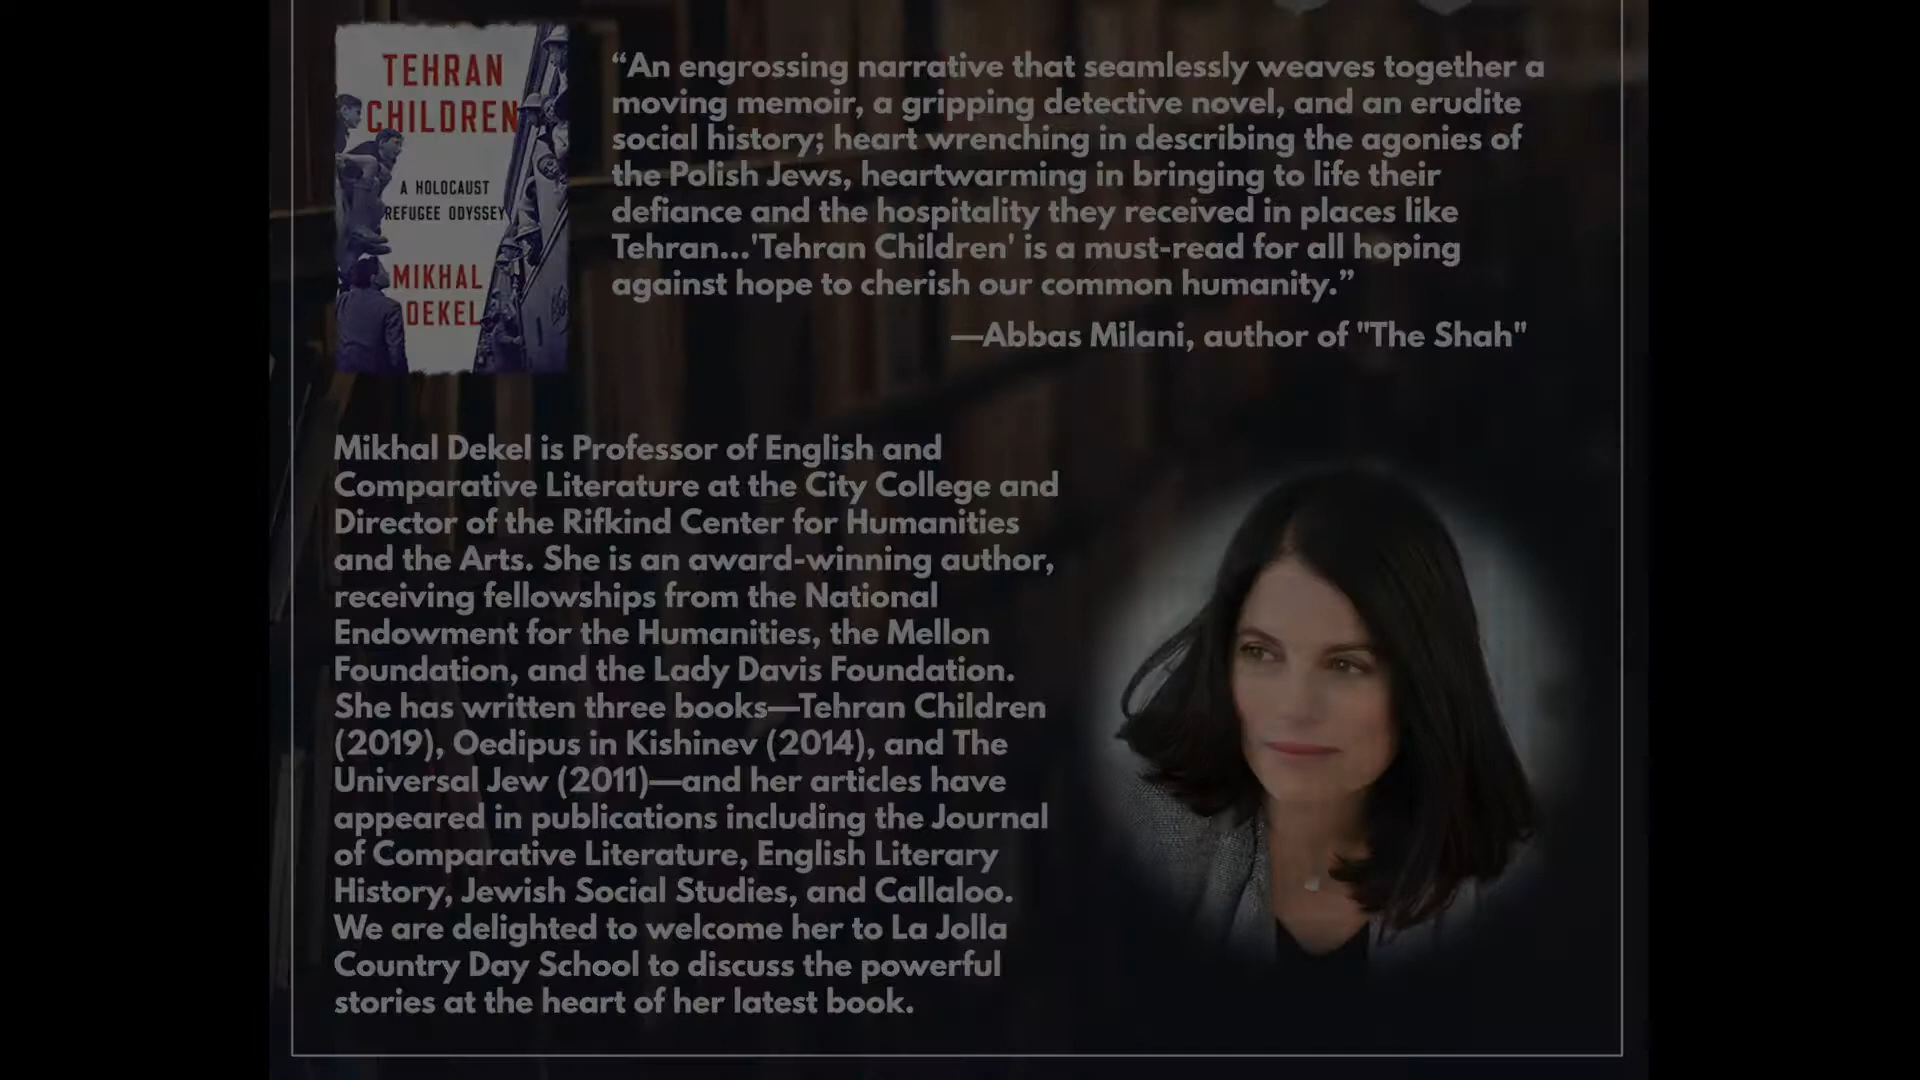 TEHRAN
CHILDREN
A HOLOCAUST
REFUGEE ODYSSEY
MIKHAL
DEKEL
“An engrossing narrative that seamlessly weaves together a
moving memoir, a gripping detective novel, and an erudite
social history; heart wrenching in describing the agonies of
the Polish Jews, heartwarming in bringing to life their
defiance and the hospitality they received in places like
Tehran...'Tehran Children' is a must-read for all hoping
against hope to cherish our common humanity.”
—Abbas Milani, author of "The Shah"
Mikhal Dekel is Professor of English and
Comparative Literature at the City College and
Director of the Rifkind Center for Humanities
and the Arts. She is an award-winning author,
receiving fellowships from the National
Endowment for the Humanities, the Mellon
Foundation, and the Lady Davis Foundation.
She has written three books—Tehran Children
(2019), Oedipus in Kishinev (2014), and The
Universal Jew (2011)—and her articles have
appeared in publications including the Journal
of Comparative Literature, English Literary
History, Jewish Social Studies, and Callaloo.
We are delighted to welcome her to La Jolla
Country Day School to discuss the powerful
stories at the heart of her latest book.